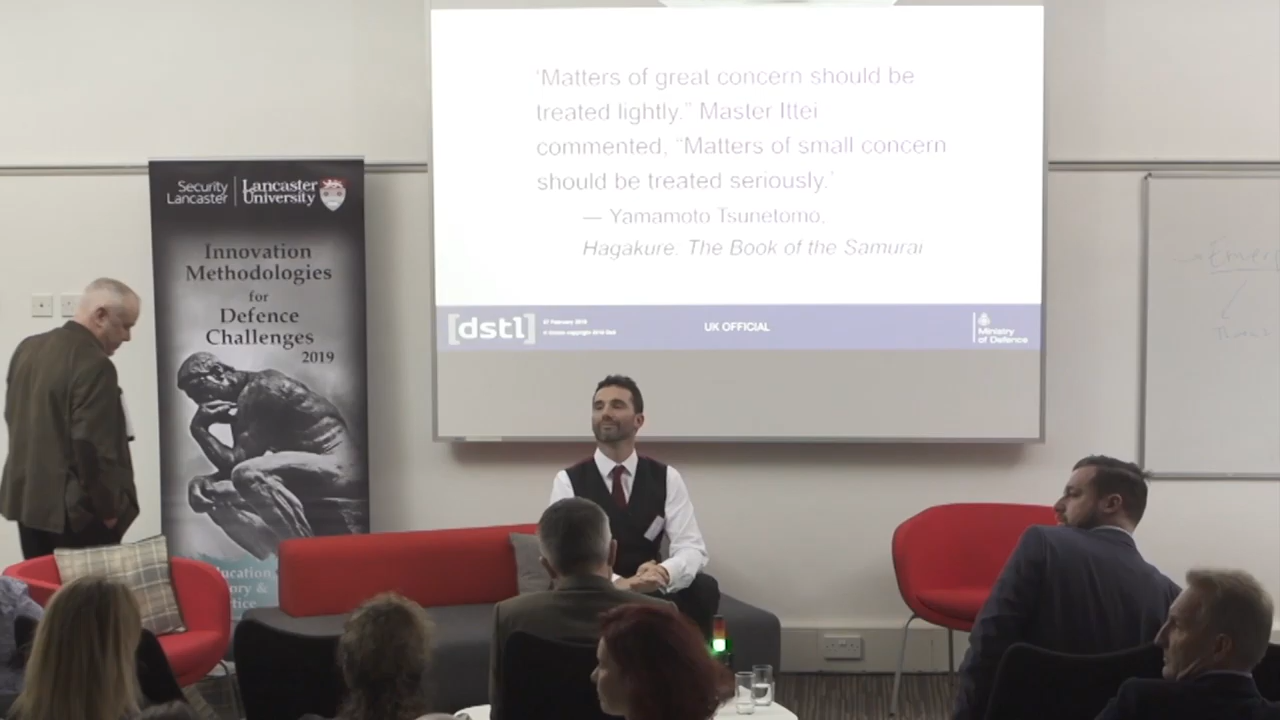 'Matters of great concern should be
treated lightly." Master Ittei
commented, "Matters of small concern
should be treated seriously.'
— Yamamoto Tsunetomo,
Hagakure: The Book of the Samurai
[dstl]
UK OFFICIAL
Ministry
of Defence
Security
Lancaster
Lancaster
University
Innovation
Methodologies
for
Defence
Challenges
2019